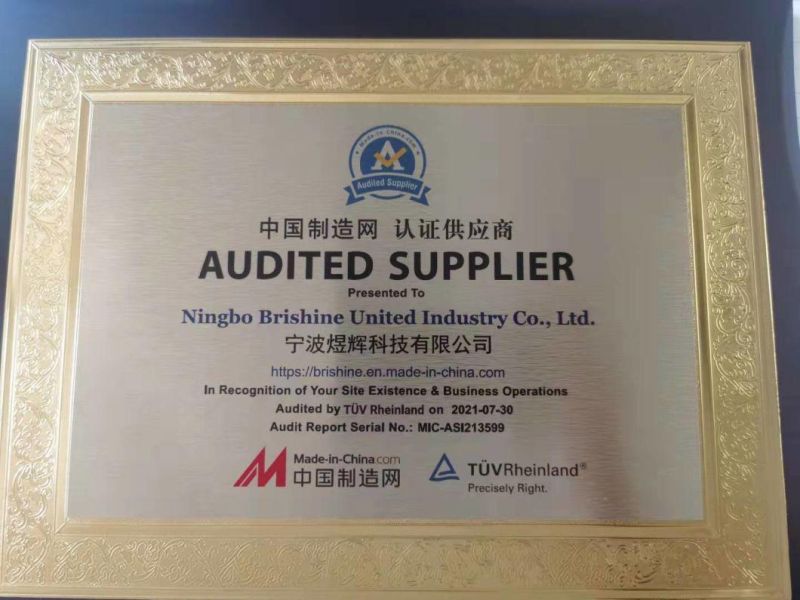 Made-in-China.com
A
Audited Supplier
中国制造网 认证供应商
AUDITED SUPPLIER
Presented To
Ningbo Brishine United Industry Co., Ltd.
宁波煜辉科技有限公司
https://brishine.en.made-in-china.com
In Recognition of Your Site Existence & Business Operations
Audited by TÜV Rheinland on 2021-07-30
Audit Report Serial No.: MIC-ASI213599
Made-in-China.com
中国制造网
TÜVRheinland®
Precisely Right.